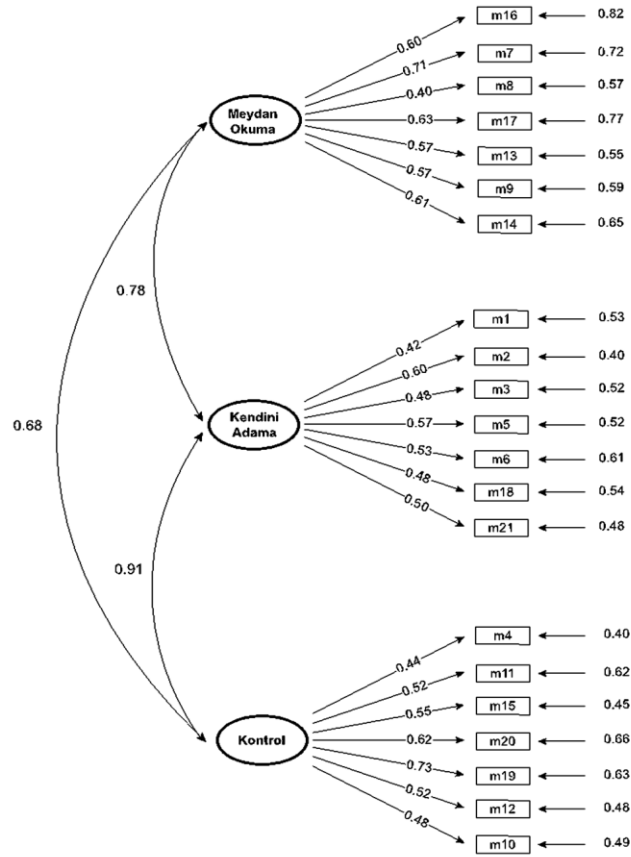 0.60 m16 0.82
0.71 m7 0.72
0.40 m8 0.57
Meydan
Okuma
0.63 m17 0.77
0.57 m13 0.55
0.57 m9 0.59
0.61 m14 0.65
0.78
0.42 m1 0.53
0.60 m2 0.40
0.48 m3 0.52
0.68
Kendini
Adama
0.57 m5 0.52
0.53 m6 0.61
0.48 m18 0.54
0.50 m21 0.48
0.91
0.44 m4 0.40
0.52 m11 0.62
0.55 m15 0.45
Kontrol
0.62 m20 0.66
0.73 m19 0.63
0.52 m12 0.48
0.48 m10 0.49